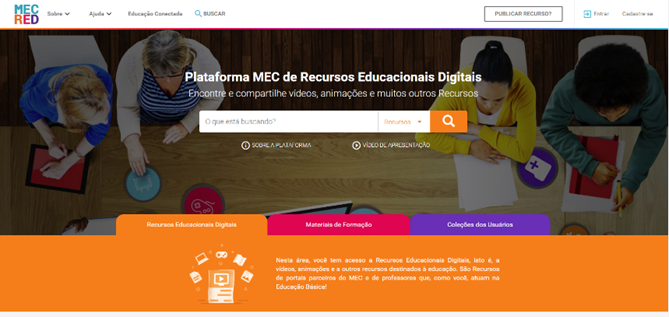 MEC
RED
Sobre
Ajuda
Educação Conectada
BUSCAR
PUBLICAR RECURSO?
Entrar
Cadastre-se
Plataforma MEC de Recursos Educacionais Digitais
Encontre e compartilhe vídeos, animações e muitos outros Recursos
O que está buscando?
Recursos
SOBRE A PLATAFORMA
VÍDEO DE APRESENTAÇÃO
Recursos Educacionais Digitais
Materiais de Formação
Coleções dos Usuários
Nesta área, você tem acesso a Recursos Educacionais Digitais, isto é, a
vídeos, animações e a outros recursos destinados à educação. São Recursos
de portais parceiros do MEC e de professores que, como você, atuam na
Educação Básica!